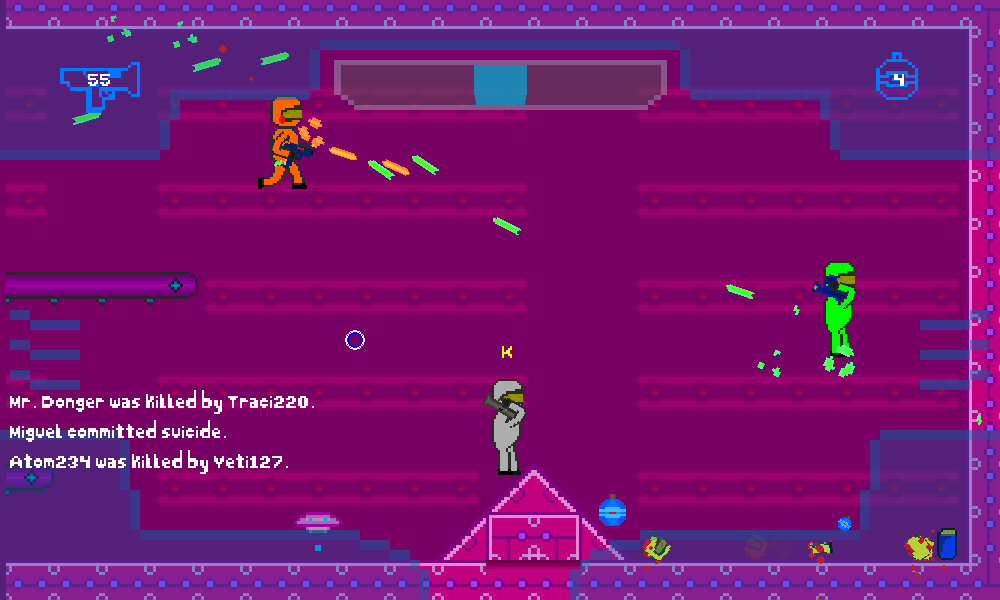 55
4
K
Mr. Donger was killed by Traci220.
Miguel committed suicide.
Atom234 was killed by Yeti127.